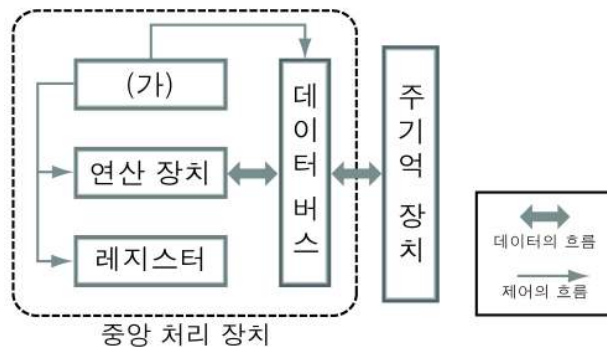 (가)
연산 장치
레지스터
데이터 버스
주기억 장치
중앙 처리 장치
데이터의 흐름
제어의 흐름